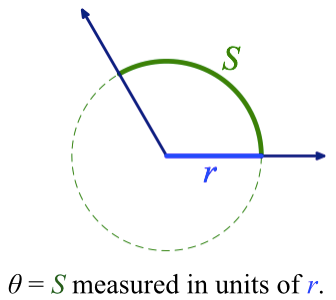 S
r
θ = S measured in units of r.